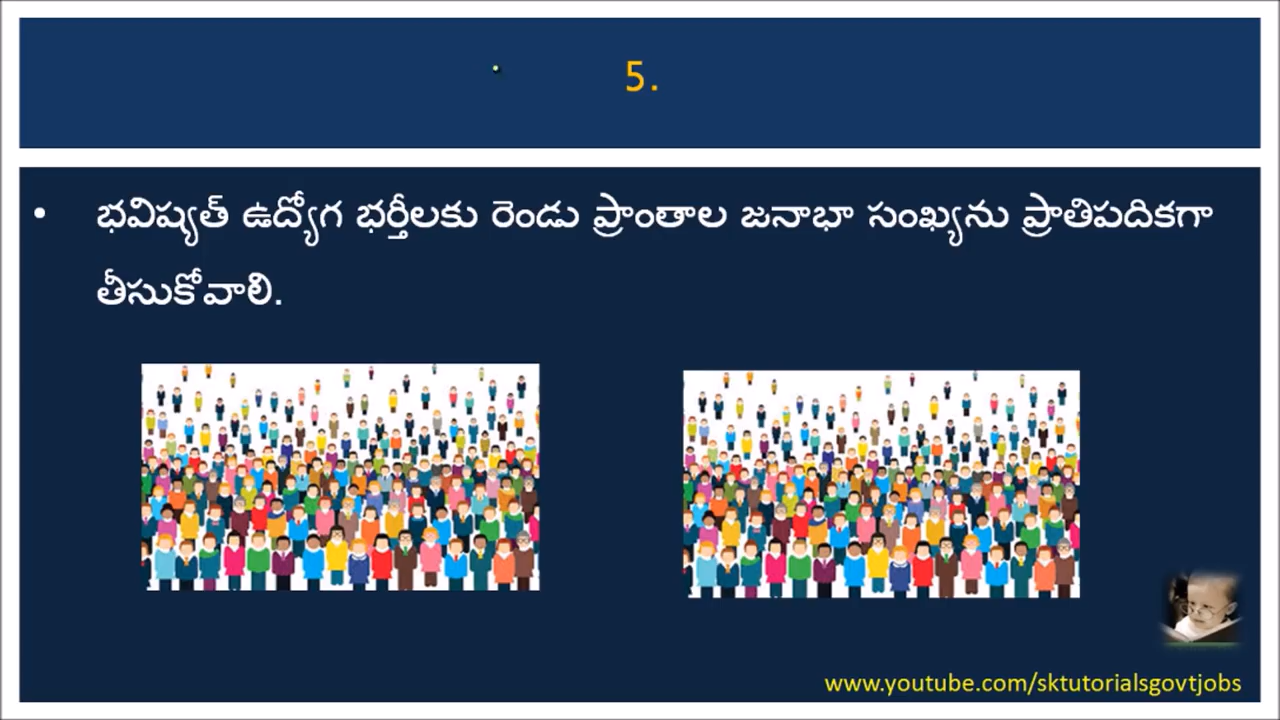 5.
• భవిష్యత్ ఉద్యోగ భర్తీలకు రెండు ప్రాంతాల జనాభా సంఖ్యను ప్రాతిపదికగా
తీసుకోవాలి.
www.youtube.com/sktutorialsgovtjobs